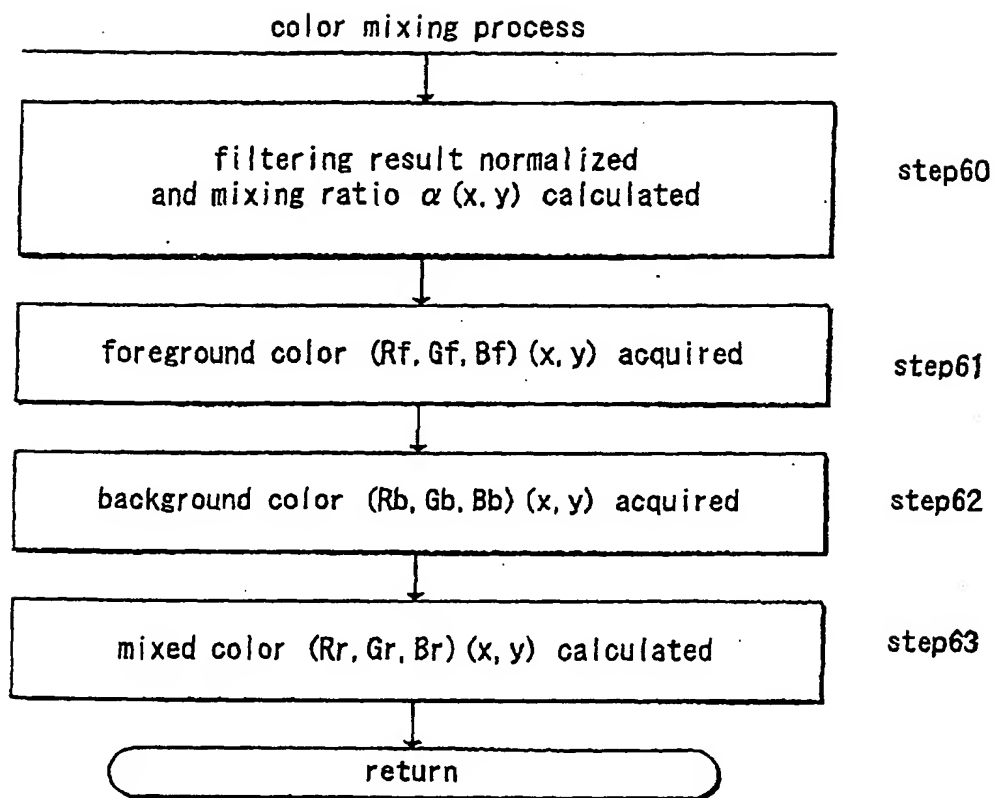 color mixing process
filtering result normalized
and mixing ratio α (x, y) calculated
step60
foreground color (Rf, Gf, Bf) (x, y) acquired
step61
background color (Rb, Gb, Bb) (x, y) acquired
step62
mixed color (Rr, Gr, Br) (x, y) calculated
step63
return